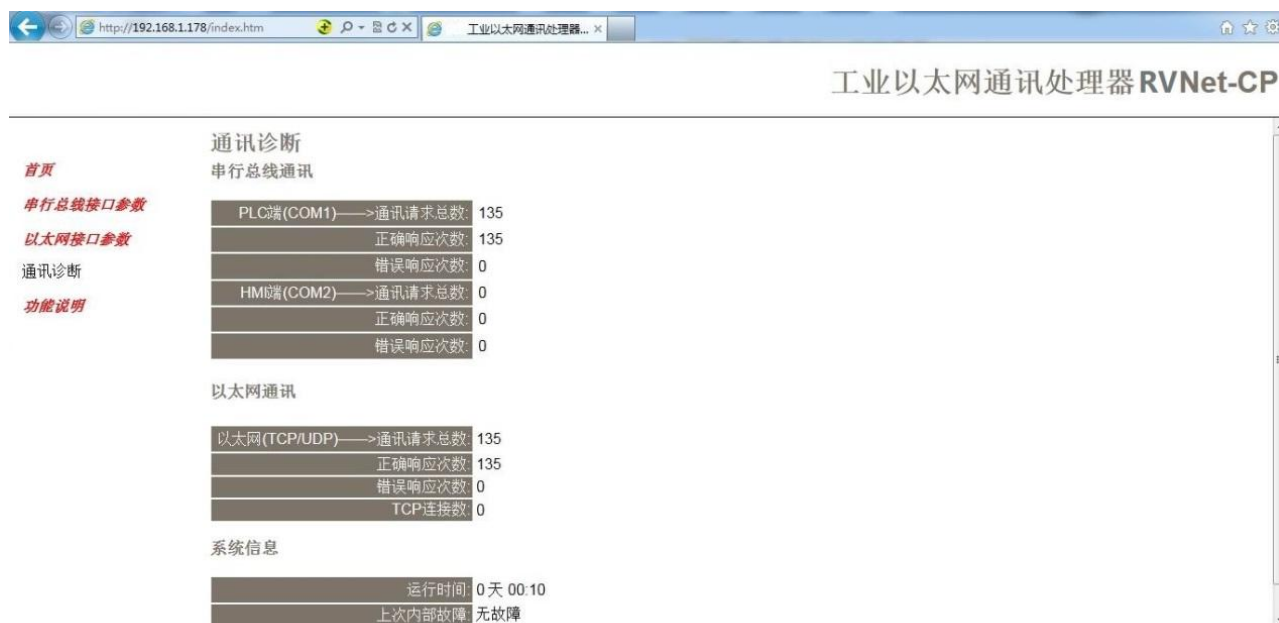 http://192.168.1.178/index.htm
工业以太网通讯处理器...
工业以太网通讯处理器RVNet-CP
首页
串行总线接口参数
以太网接口参数
通讯诊断
功能说明
通讯诊断
串行总线通讯
PLC端(COM1)——>通讯请求总数: 135
正确响应次数: 135
错误响应次数: 0
HMI端(COM2)——>通讯请求总数: 0
正确响应次数: 0
错误响应次数: 0
以太网通讯
以太网(TCP/UDP)——>通讯请求总数: 135
正确响应次数: 135
错误响应次数: 0
TCP连接数: 0
系统信息
运行时间: 0 天 00:10
上次内部故障: 无故障